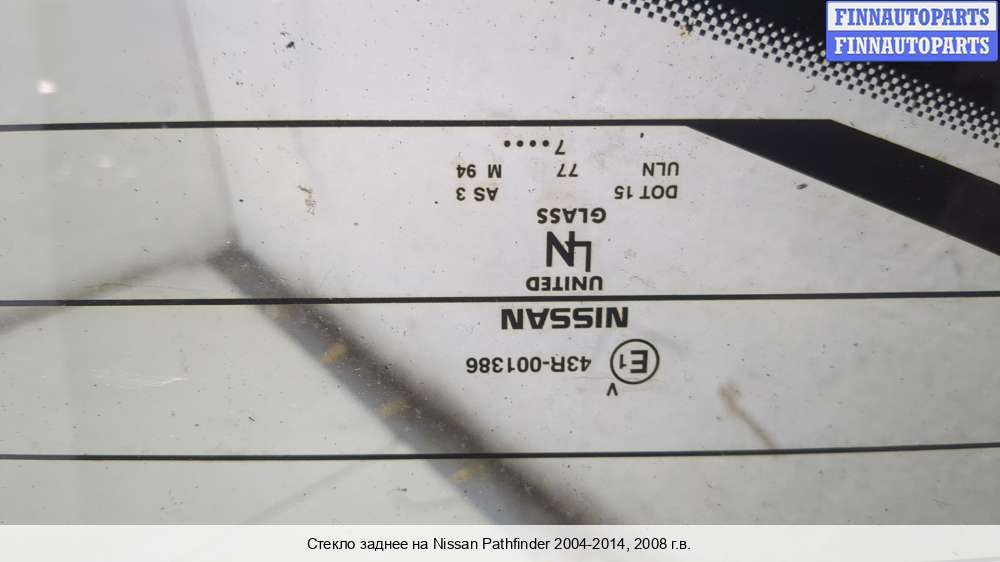 FINNAUTOPARTS
FINNAUTOPARTS
V
E1 43R-001386
NISSAN
UNITED
LN
GLASS
DOT 15 AS 3
ULN 77 M 94
7••••
Стекло заднее на Nissan Pathfinder 2004-2014, 2008 г.в.